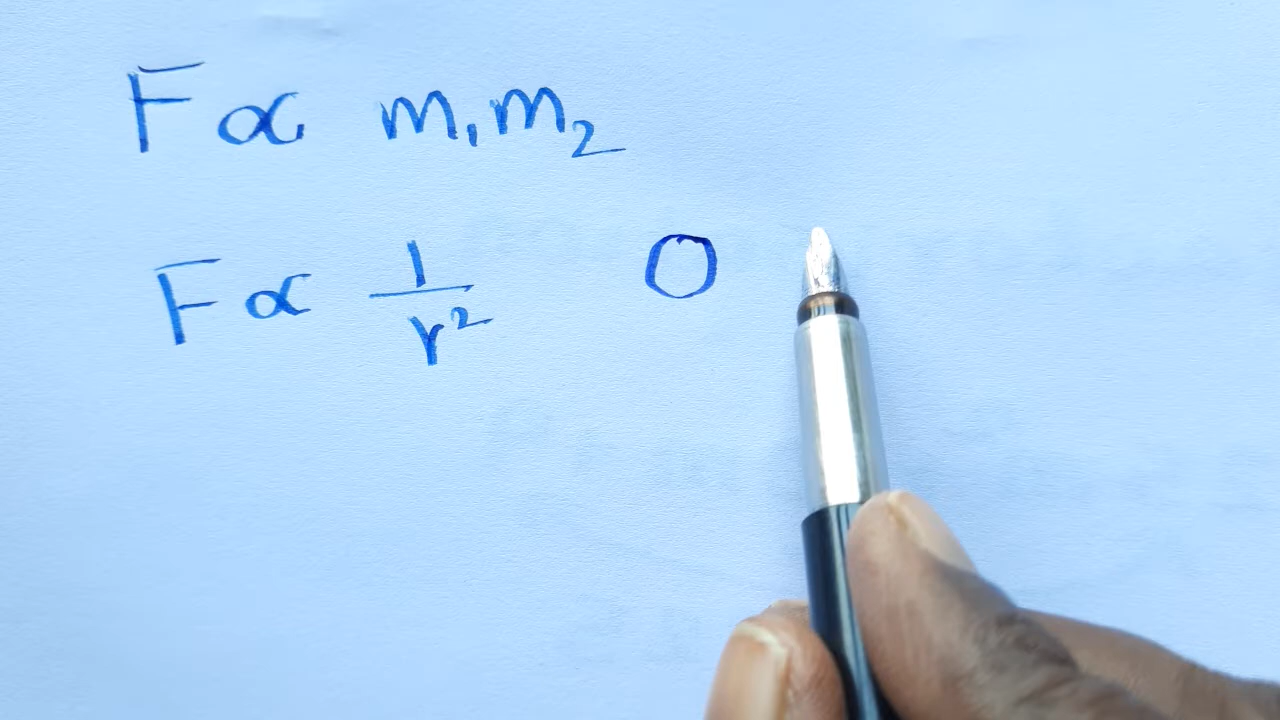 F ∝ m₁m₂
F ∝ 1/r² O